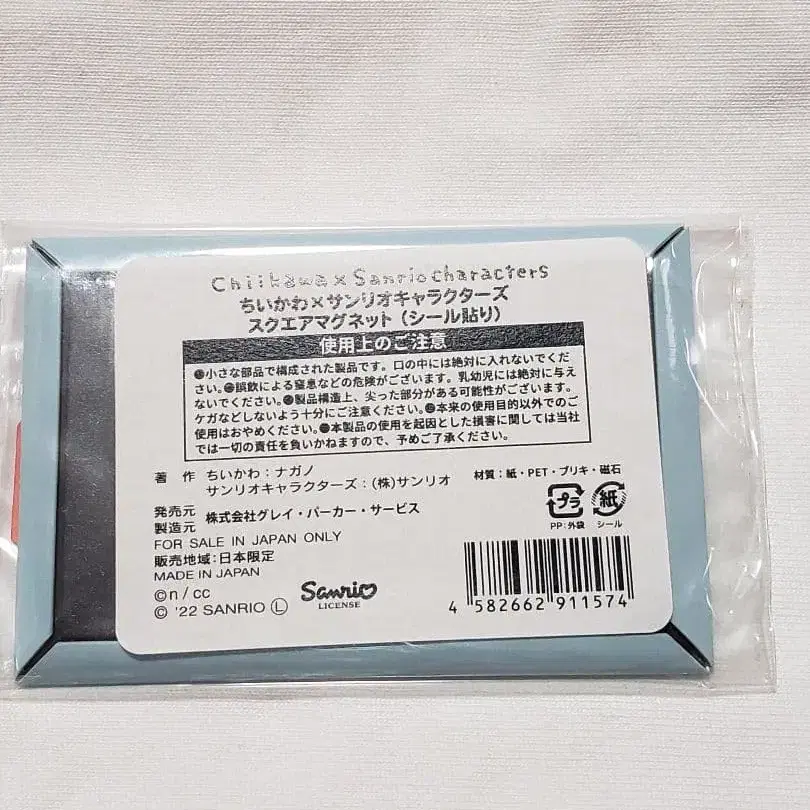 Chiikawa × Sanrio characters
ちいかわ×サンリオキャラクターズ
スクエアマグネット（シール貼り）
使用上のご注意
●小さな部品で構成された製品です。口の中には絶対に入れないでくだ
さい。●誤飲による窒息などの危険がございます。乳幼児には絶対に与え
ないでください。●製品構造上、尖った部分がある可能性がございます。
ケガなどしないよう十分にご注意ください。●本来の使用目的以外でのご
使用はおやめください。●本製品の使用を起因とした損害に関しては当社
では一切の責任を負いかねますので、予めご了承ください。
著　作　ちいかわ：ナガノ
サンリオキャラクターズ：（株）サンリオ
材質：紙・PET・ブリキ・磁石
発売元
製造元　株式会社グレイ・パーカー・サービス
プラ
PP：外袋
紙
シール
FOR SALE IN JAPAN ONLY
販売地域：日本限定
MADE IN JAPAN
©n / cc
© '22 SANRIO Ⓛ
Sanrio
LICENSE
4 582662 911574